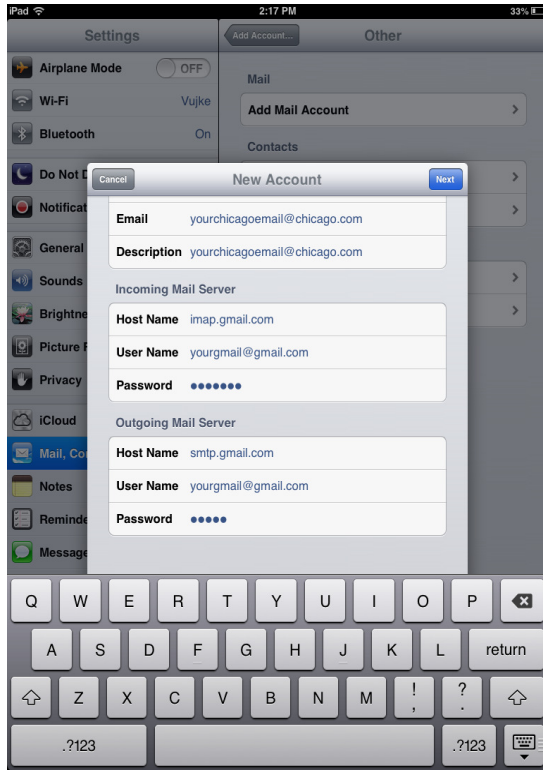 iPad 2:17 PM 33%
Settings
Add Account... Other
Airplane Mode OFF
Wi-Fi Vujke
Bluetooth On
Do Not D
Notificat
General
Sounds
Brightne
Picture F
Privacy
iCloud
Mail, Co
Notes
Reminde
Message
Mail
Add Mail Account
Contacts
Cancel New Account Next
Email yourchicagoemail@chicago.com
Description yourchicagoemail@chicago.com
Incoming Mail Server
Host Name imap.gmail.com
User Name yourgmail@gmail.com
Password •••••••
Outgoing Mail Server
Host Name smtp.gmail.com
User Name yourgmail@gmail.com
Password •••••
Q W E R T Y U I O P
A S D F G H J K L return
Z X C V B N M ! , ? .
.?123 .?123